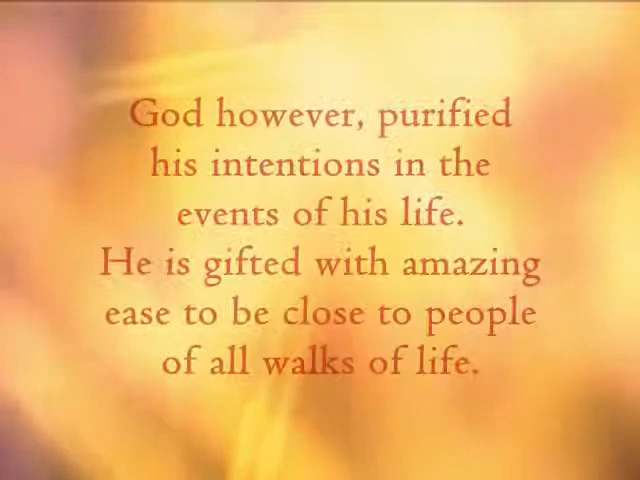 God however, purified
his intentions in the
events of his life.
He is gifted with amazing
ease to be close to people
of all walks of life.